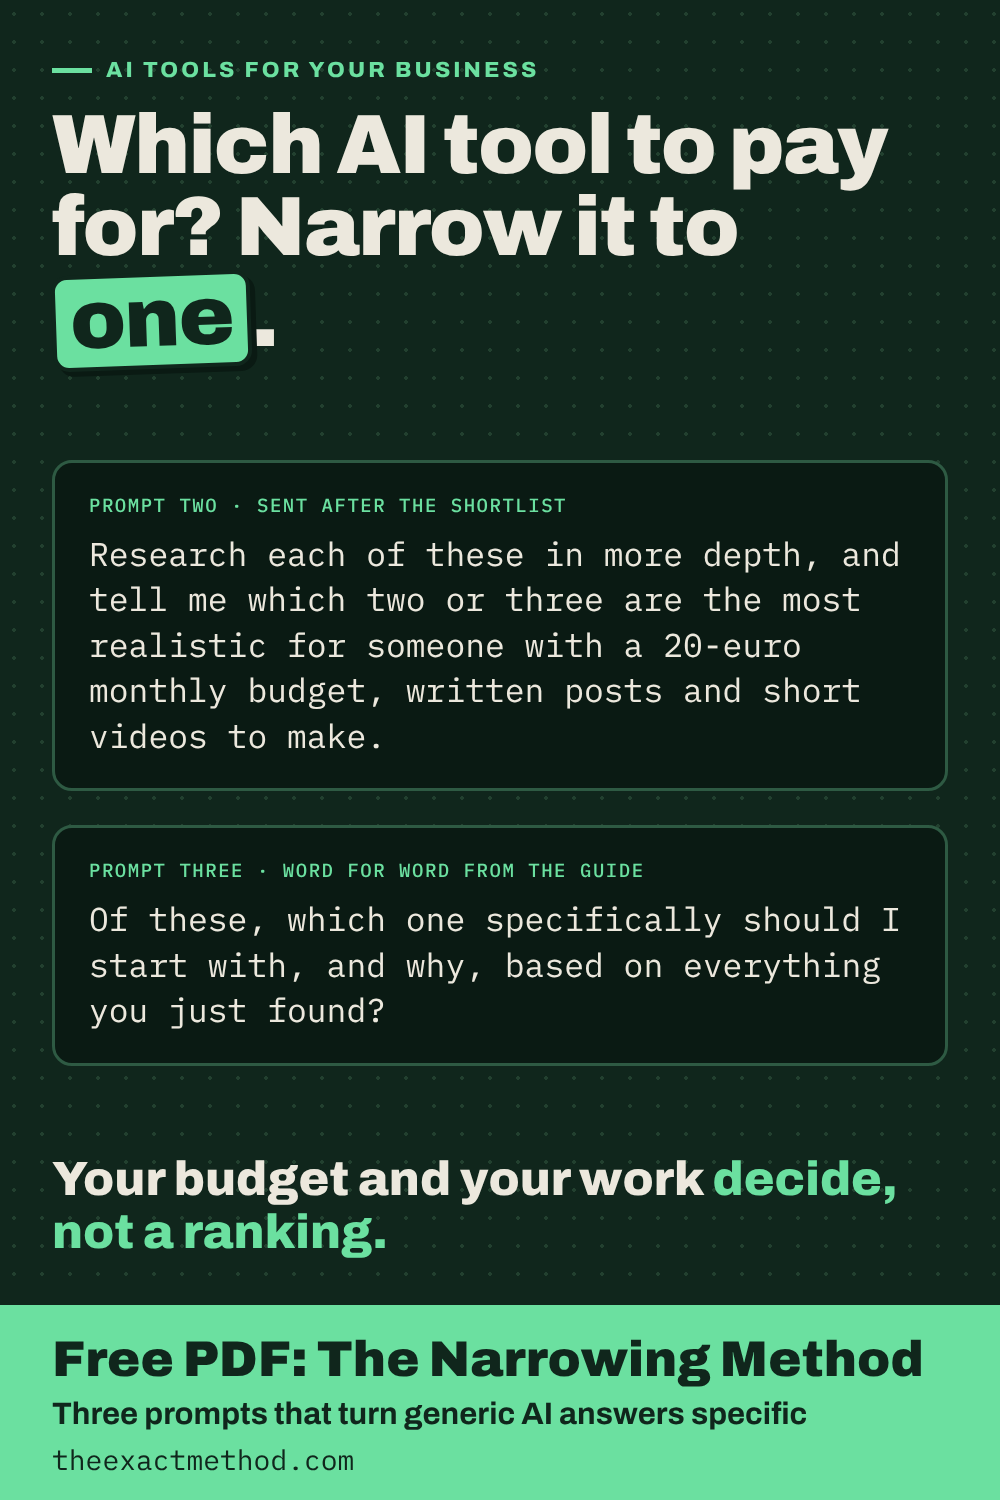 AI TOOLS FOR YOUR BUSINESS
Which AI tool to pay
for? Narrow it to
one.
PROMPT TWO · SENT AFTER THE SHORTLIST
Research each of these in more depth, and
tell me which two or three are the most
realistic for someone with a 20-euro
monthly budget, written posts and short
videos to make.
PROMPT THREE · WORD FOR WORD FROM THE GUIDE
Of these, which one specifically should I
start with, and why, based on everything
you just found?
Your budget and your work decide,
not a ranking.
Free PDF: The Narrowing Method
Three prompts that turn generic AI answers specific
theexactmethod.com